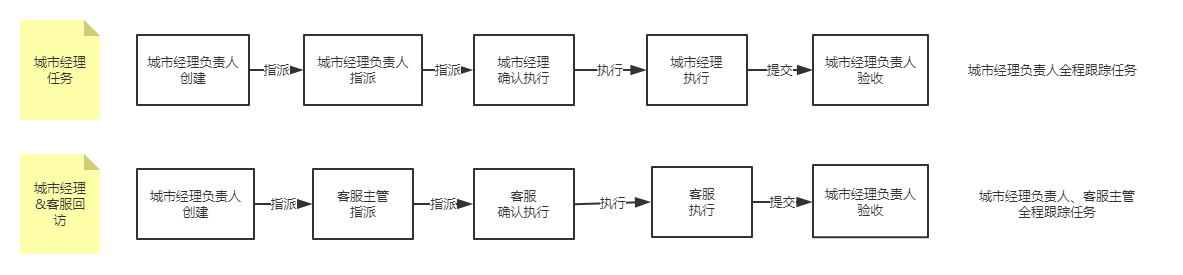 城市经理
任务
城市经理负责人
创建
指派
城市经理负责人
指派
指派
城市经理
确认执行
执行
城市经理
执行
提交
城市经理负责人
验收
城市经理负责人全程跟踪任务
城市经理
&客服回
访
城市经理负责人
创建
指派
客服主管
指派
指派
客服
确认执行
执行
客服
执行
提交
城市经理负责人
验收
城市经理负责人、客服主管
全程跟踪任务